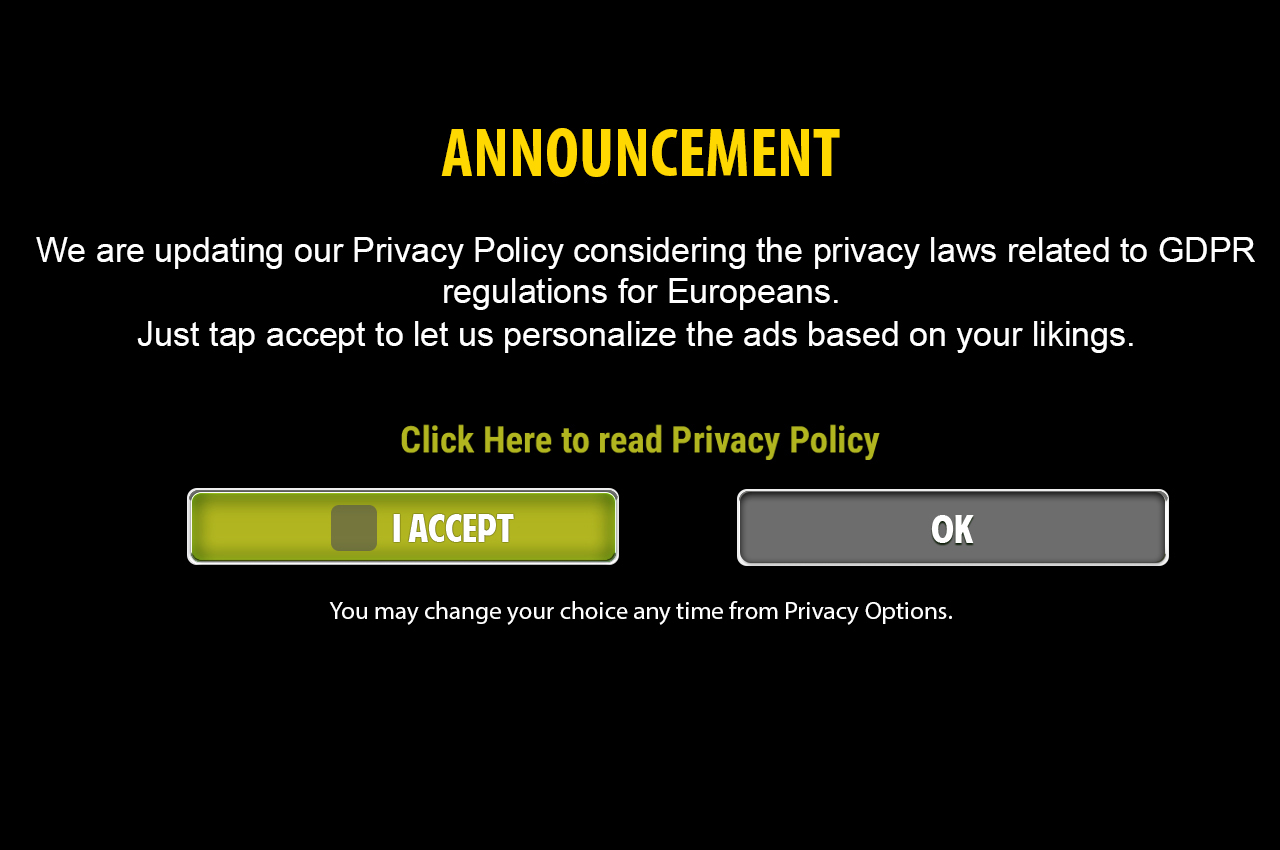 ANNOUNCEMENT
We are updating our Privacy Policy considering the privacy laws related to GDPR
regulations for Europeans.
Just tap accept to let us personalize the ads based on your likings.
Click Here to read Privacy Policy
I ACCEPT
OK
You may change your choice any time from Privacy Options.